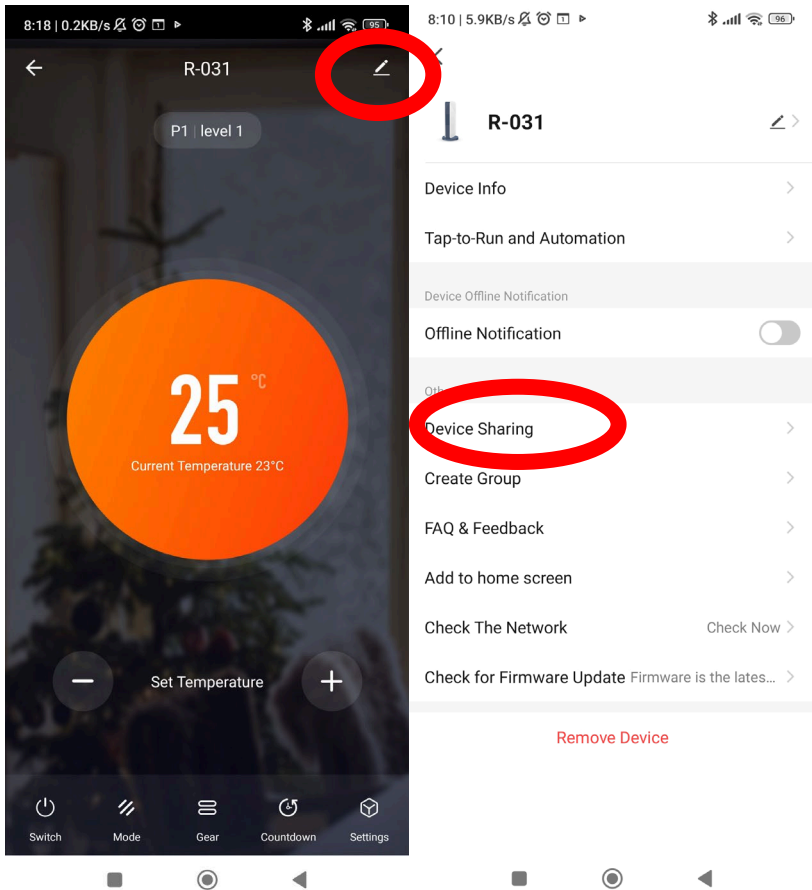 8:18 | 0.2KB/s
95
R-031
P1 | level 1
25 °C
Current Temperature 23°C
Set Temperature
Switch
Mode
Gear
Countdown
Settings
8:10 | 5.9KB/s
96
R-031
Device Info
Tap-to-Run and Automation
Device Offline Notification
Offline Notification
Device Sharing
Create Group
FAQ & Feedback
Add to home screen
Check The Network Check Now
Check for Firmware Update Firmware is the lates...
Remove Device